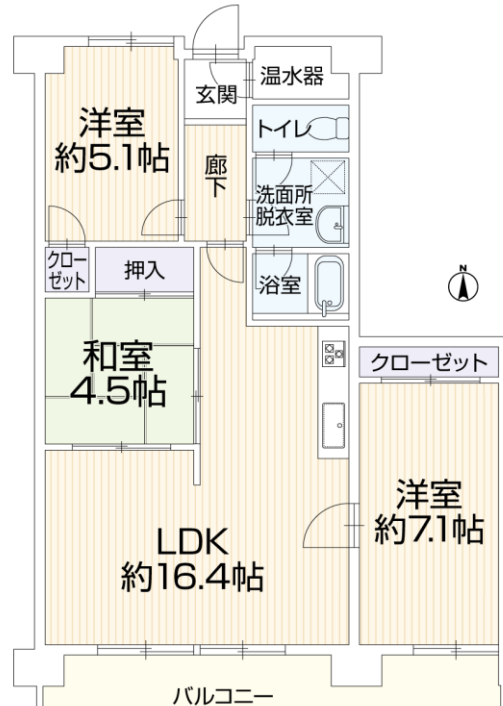 玄関
温水器
洋室
約5.1帖
廊下
トイレ
洗面所
脱衣室
クロー
ゼット
押入
浴室
N
和室
4.5帖
クローゼット
洋室
約7.1帖
LDK
約16.4帖
バルコニー